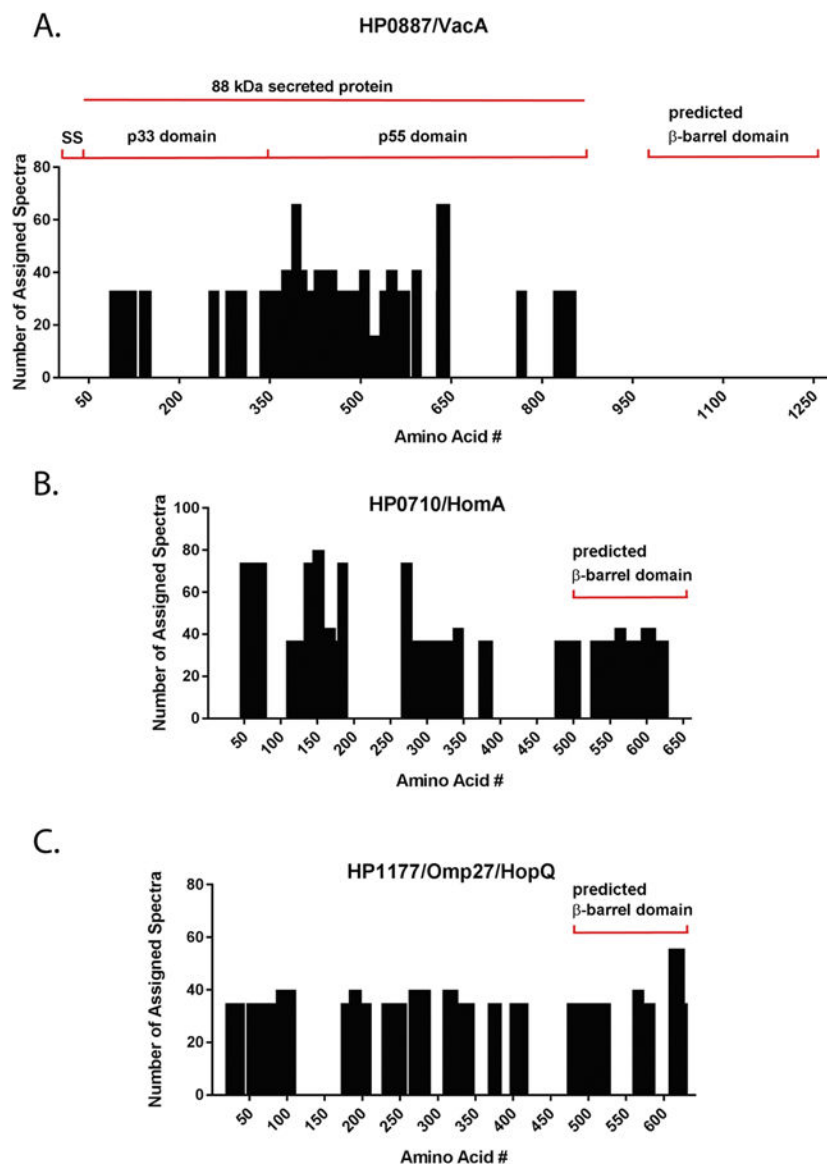 A.
HP0887/VacA
88 kDa secreted protein
predicted
SS p33 domain p55 domain β-barrel domain
Number of Assigned Spectra
80
60
40
20
0
50 200 350 500 650 800 950 1100 1250
Amino Acid #
B.
HP0710/HomA
Number of Assigned Spectra
100
80
60
40
20
0
predicted
β-barrel domain
50 100 150 200 250 300 350 400 450 500 550 600 650
Amino Acid #
C.
HP1177/Omp27/HopQ
Number of Assigned Spectra
80
60
40
20
0
predicted
β-barrel domain
50 100 150 200 250 300 350 400 450 500 550 600
Amino Acid #